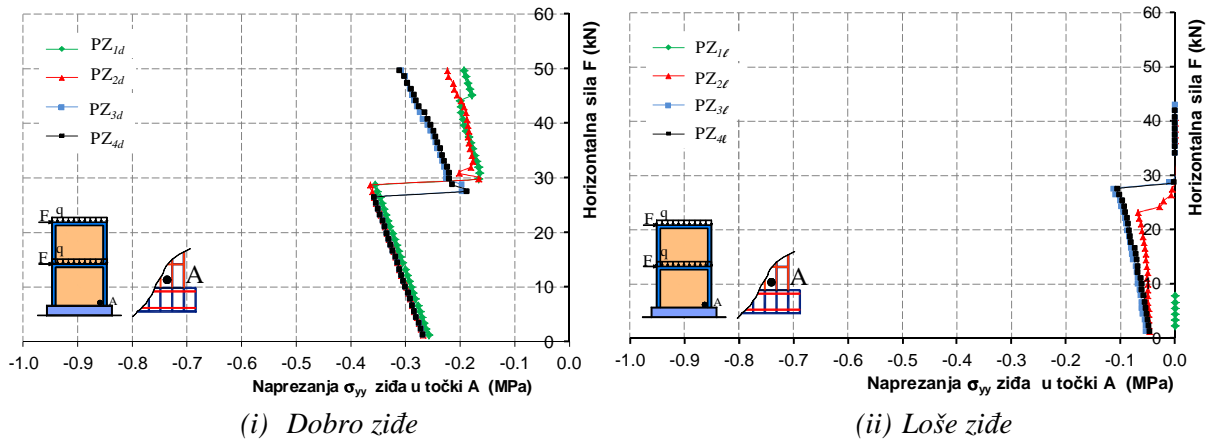 PZ1d
PZ2d
PZ3d
PZ4d
F
q
F
q
A
A
60
50
40
30
20
10
0
Horizontalna sila F (kN)
-1.0 -0.9 -0.8 -0.7 -0.6 -0.5 -0.4 -0.3 -0.2 -0.1 0.0
Naprezanja σyy ziđa u točki A (MPa)
(i) Dobro ziđe
PZ1ℓ
PZ2ℓ
PZ3ℓ
PZ4ℓ
F
q
F
q
A
A
60
50
40
30
20
10
0
Horizontalna sila F (kN)
-1.0 -0.9 -0.8 -0.7 -0.6 -0.5 -0.4 -0.3 -0.2 -0.1 0.0
Naprezanja σyy ziđa u točki A (MPa)
(ii) Loše ziđe